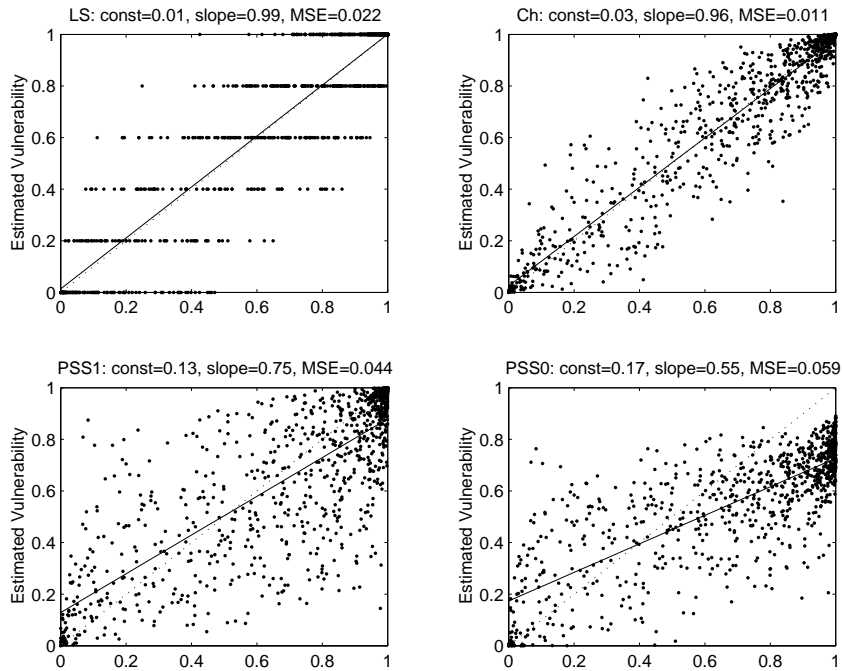 LS: const=0.01, slope=0.99, MSE=0.022
1
0.8
0.6
0.4
0.2
0
Estimated Vulnerability
0 0.2 0.4 0.6 0.8 1
Ch: const=0.03, slope=0.96, MSE=0.011
1
0.8
0.6
0.4
0.2
0
Estimated Vulnerability
0 0.2 0.4 0.6 0.8 1
PSS1: const=0.13, slope=0.75, MSE=0.044
1
0.8
0.6
0.4
0.2
0
Estimated Vulnerability
0 0.2 0.4 0.6 0.8 1
PSS0: const=0.17, slope=0.55, MSE=0.059
1
0.8
0.6
0.4
0.2
0
Estimated Vulnerability
0 0.2 0.4 0.6 0.8 1